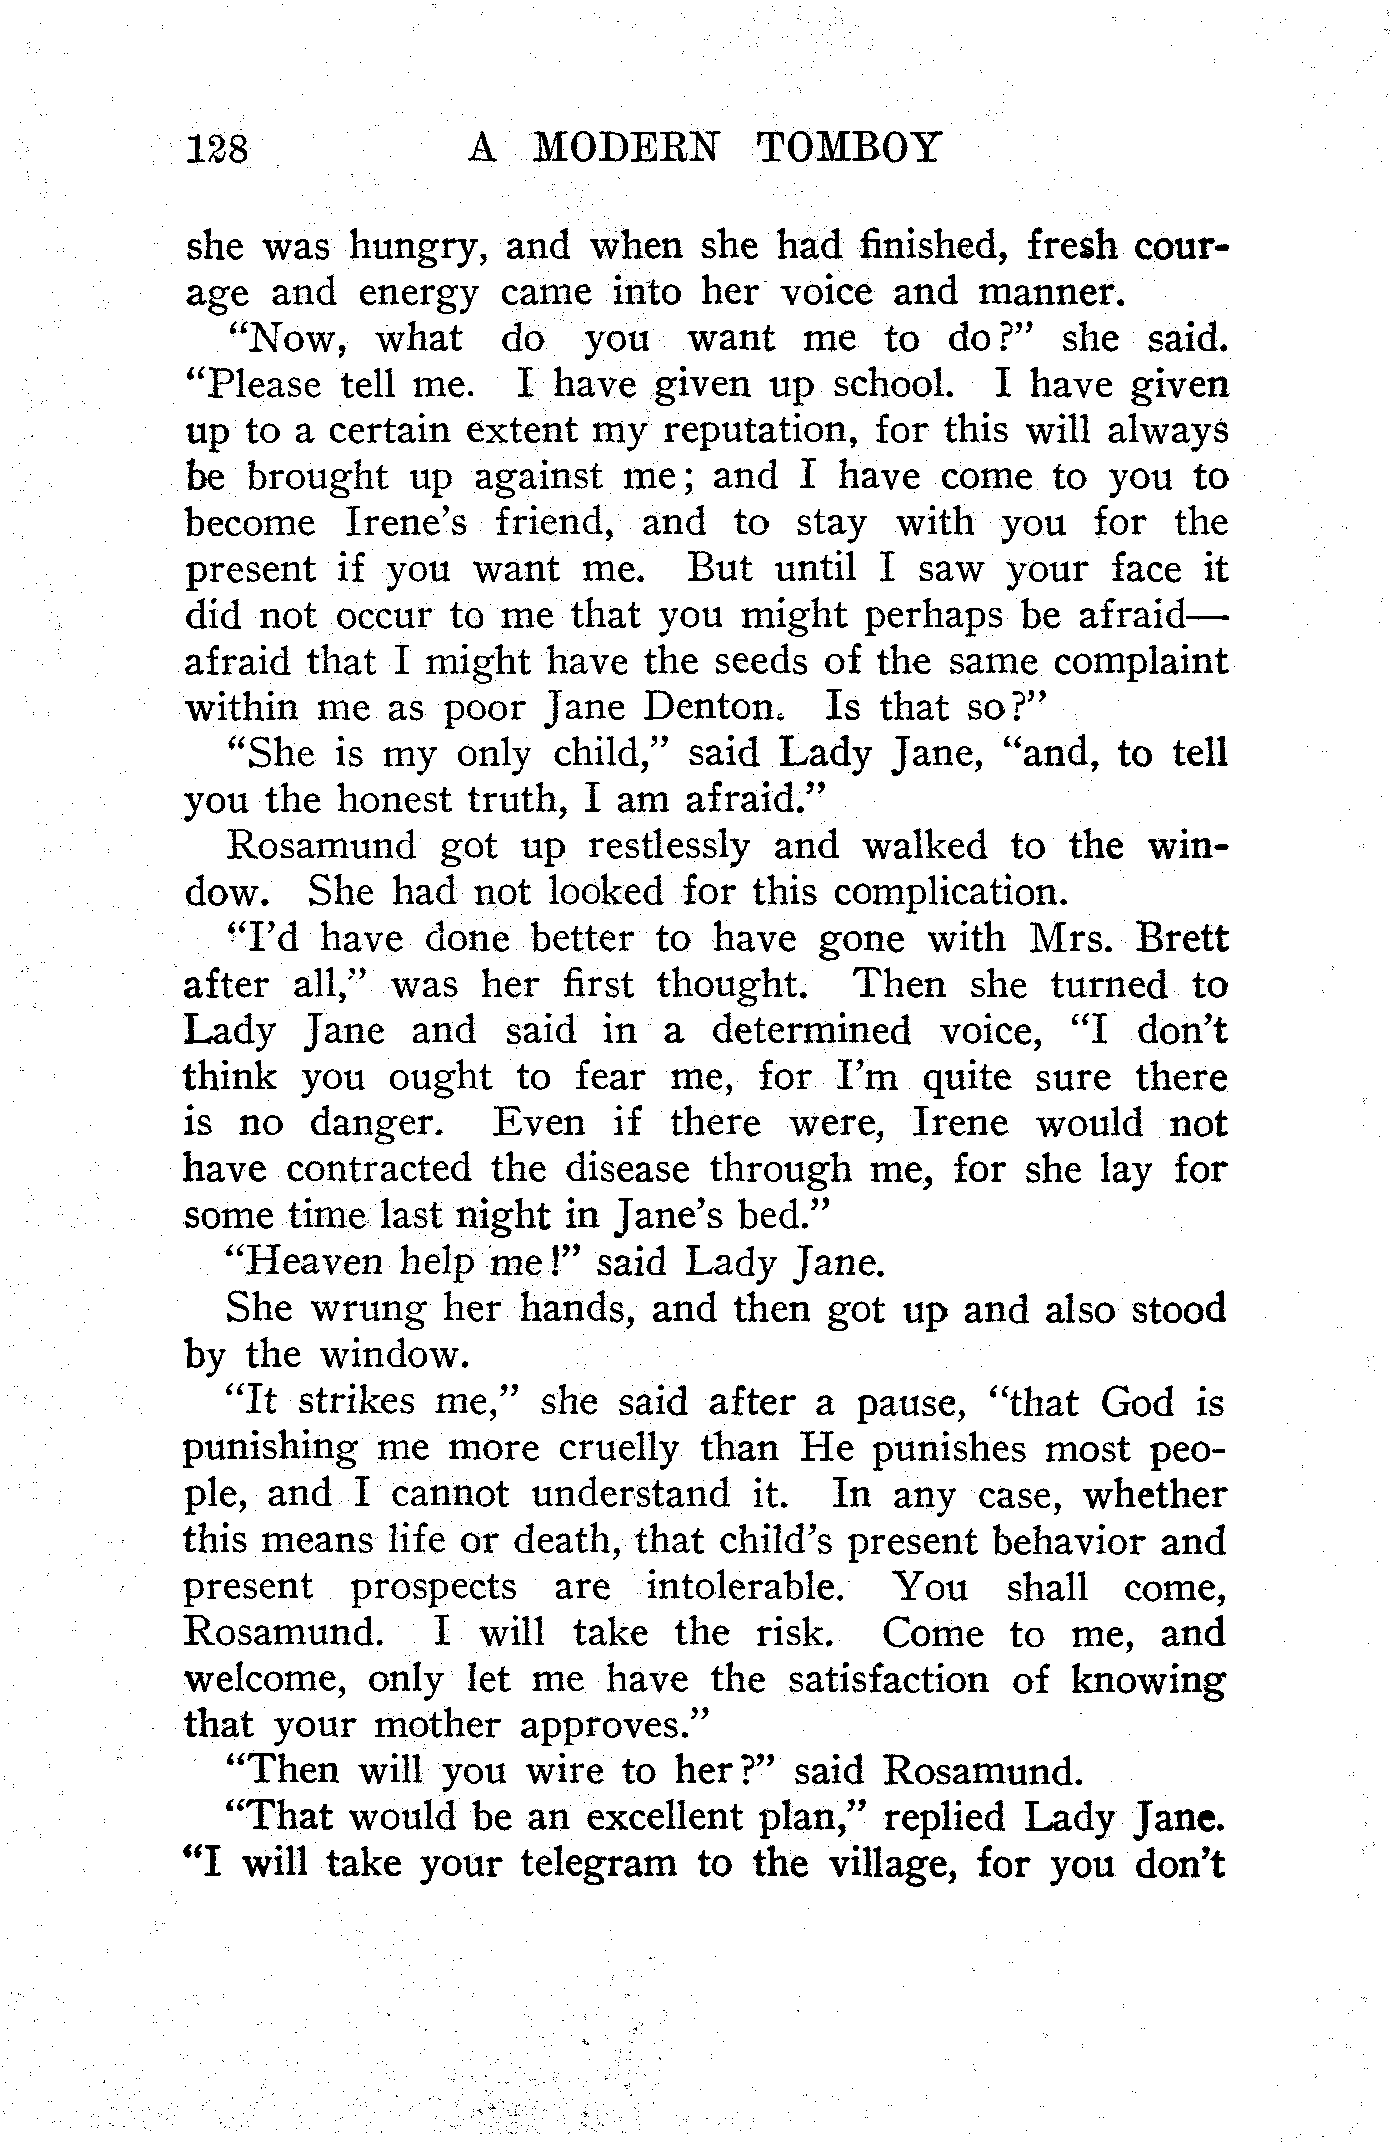 128 A MODERN TOMBOY
she was hungry, and when she had finished, fresh cour-
age and energy came into her voice and manner.
“Now, what do you want me to do?” she said.
“Please tell me. I have given up school. I have given
up to a certain extent my reputation, for this will always
be brought up against me; and I have come to you to
become Irene’s friend, and to stay with you for the
present if you want me. But until I saw your face it
did not occur to me that you might perhaps be afraid—
afraid that I might have the seeds of the same complaint
within me as poor Jane Denton. Is that so?”
“She is my only child,” said Lady Jane, “and, to tell
you the honest truth, I am afraid.”
Rosamund got up restlessly and walked to the win-
dow. She had not looked for this complication.
“I’d have done better to have gone with Mrs. Brett
after all,” was her first thought. Then she turned to
Lady Jane and said in a determined voice, “I don’t
think you ought to fear me, for I’m quite sure there
is no danger. Even if there were, Irene would not
have contracted the disease through me, for she lay for
some time last night in Jane’s bed.”
“Heaven help me!” said Lady Jane.
She wrung her hands, and then got up and also stood
by the window.
“It strikes me,” she said after a pause, “that God is
punishing me more cruelly than He punishes most peo-
ple, and I cannot understand it. In any case, whether
this means life or death, that child’s present behavior and
present prospects are intolerable. You shall come,
Rosamund. I will take the risk. Come to me, and
welcome, only let me have the satisfaction of knowing
that your mother approves.”
“Then will you wire to her?” said Rosamund.
“That would be an excellent plan,” replied Lady Jane.
“I will take your telegram to the village, for you don’t